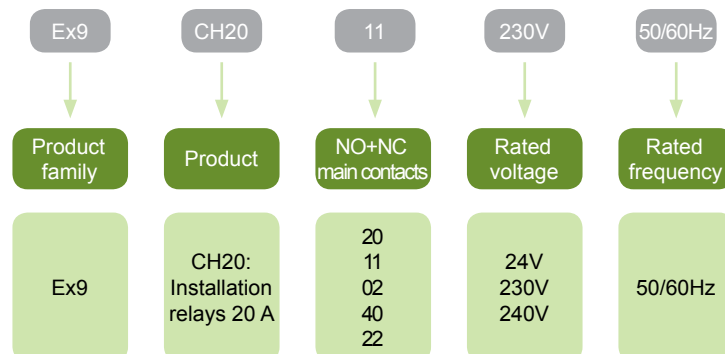 Ex9
CH20
11
230V
50/60Hz
Product
family
Product
NO+NC
main contacts
Rated
voltage
Rated
frequency
Ex9
CH20:
Installation
relays 20 A
20
11
02
40
22
24V
230V
240V
50/60Hz